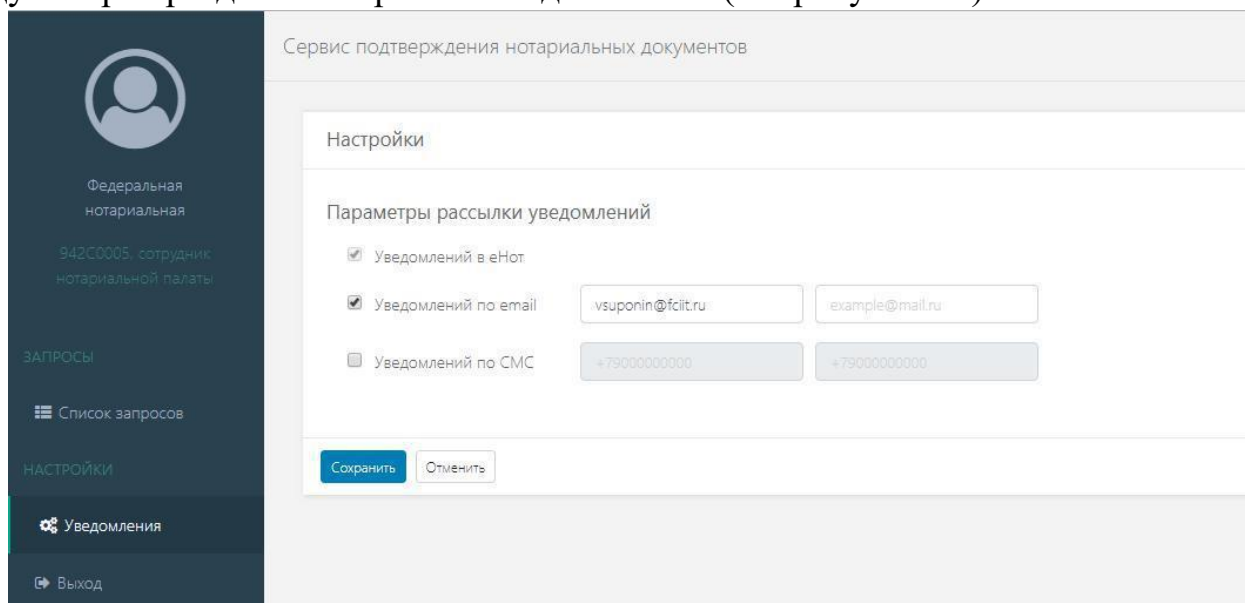 Сервис подтверждения нотариальных документов
Федеральная
нотариальная
942C0005, сотрудник
нотариальной палаты
ЗАПРОСЫ
Список запросов
НАСТРОЙКИ
Уведомления
Выход
Настройки
Параметры рассылки уведомлений
Уведомлений в еНот
Уведомлений по email vsuponin@fciit.ru example@mail.ru
Уведомлений по СМС +79000000000 +79000000000
Сохранить Отменить